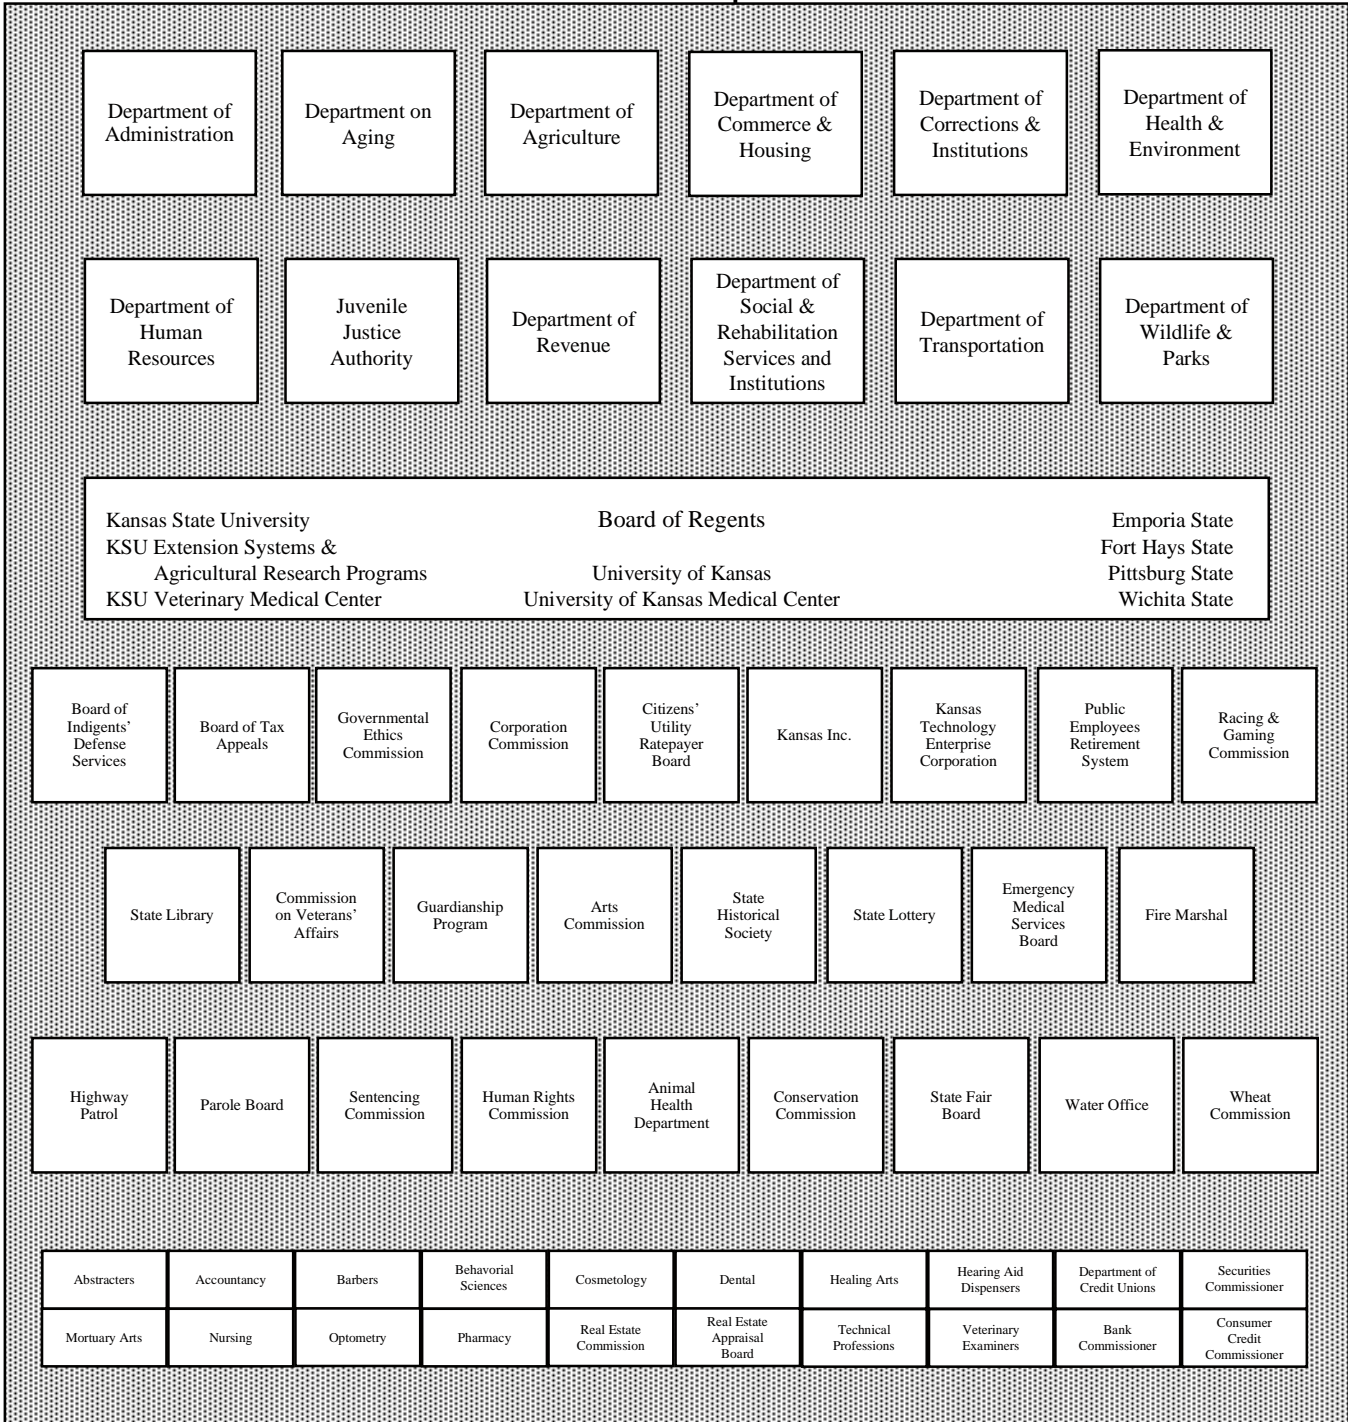 Department of
Administration
Department on
Aging
Department of
Agriculture
Department of
Commerce &
Housing
Department of
Corrections &
Institutions
Department of
Health &
Environment
Department of
Human
Resources
Juvenile
Justice
Authority
Department of
Revenue
Department of
Social &
Rehabilitation
Services and
Institutions
Department of
Transportation
Department of
Wildlife &
Parks
Kansas State University
KSU Extension Systems &
Agricultural Research Programs
KSU Veterinary Medical Center
Board of Regents
University of Kansas
University of Kansas Medical Center
Emporia State
Fort Hays State
Pittsburg State
Wichita State
Board of
Indigents’
Defense
Services
Board of Tax
Appeals
Governmental
Ethics
Commission
Corporation
Commission
Citizens’
Utility
Ratepayer
Board
Kansas Inc.
Kansas
Technology
Enterprise
Corporation
Public
Employees
Retirement
System
Racing &
Gaming
Commission
State Library
Commission
on Veterans’
Affairs
Guardianship
Program
Arts
Commission
State
Historical
Society
State Lottery
Emergency
Medical
Services
Board
Fire Marshal
Highway
Patrol
Parole Board
Sentencing
Commission
Human Rights
Commission
Animal
Health
Department
Conservation
Commission
State Fair
Board
Water Office
Wheat
Commission
Abstracters
Accountancy
Barbers
Behavorial
Sciences
Cosmetology
Dental
Healing Arts
Hearing Aid
Dispensers
Department of
Credit Unions
Securities
Commissioner
Mortuary Arts
Nursing
Optometry
Pharmacy
Real Estate
Commission
Real Estate
Appraisal
Board
Technical
Professions
Veterinary
Examiners
Bank
Commissioner
Consumer
Credit
Commissioner